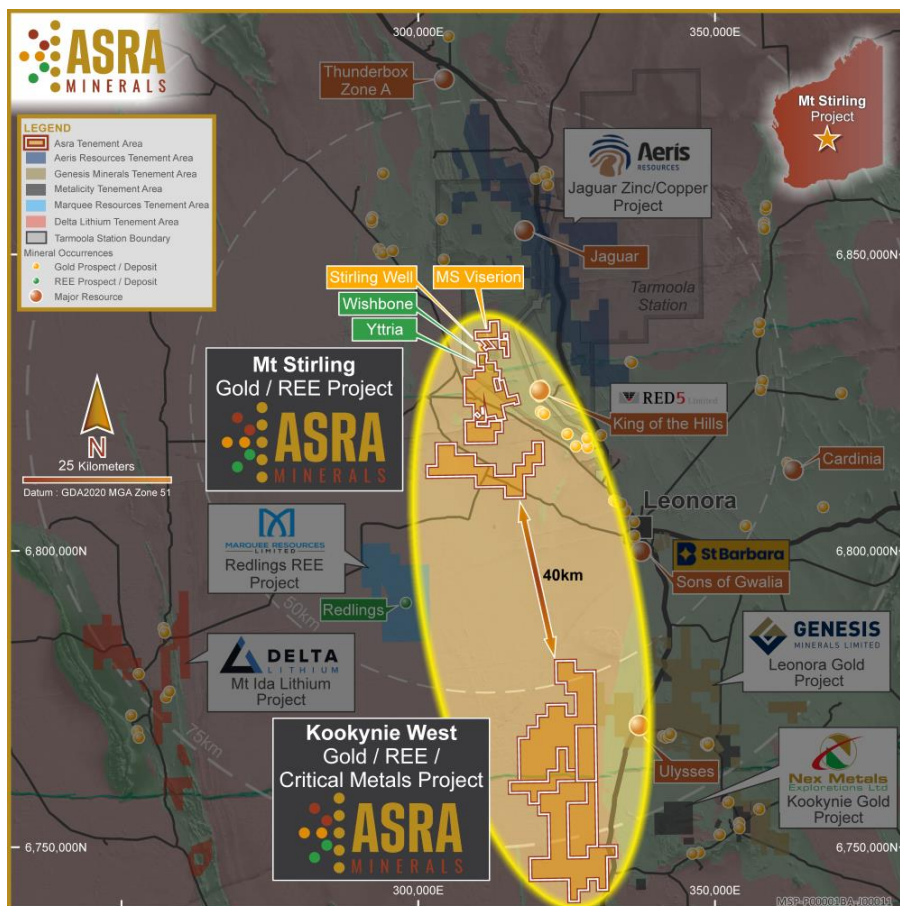 300,000E
350,000E
ASRA
MINERALS
Thunderbox
Zone A
Mt Stirling
Project
LEGEND
Asra Tenement Area
Aeris Resources Tenement Area
Genesis Minerals Tenement Area
Metalicity Tenement Area
Marquee Resources Tenement Area
Delta Lithium Tenement Area
Tarmoola Station Boundary
Mineral Occurrences
Gold Prospect / Deposit
REE Prospect / Deposit
Major Resource
Aeris
RESOURCES
Jaguar Zinc/Copper
Project
Jaguar
6,850,000N
Tarmoola
Station
Stirling Well
MS Viserion
Wishbone
Yttria
Mt Stirling
Gold / REE Project
ASRA
MINERALS
RED5 Limited
King of the Hills
N
25 Kilometers
Datum : GDA2020 MGA Zone 51
Cardinia
Leonora
MARQUEE RESOURCES
LIMITED
Redlings REE
Project
6,800,000N
6,800,000N
St Barbara
Sons of Gwalia
40km
50km
Redlings
DELTA
LITHIUM
Mt Ida Lithium
Project
GENESIS
MINERALS LIMITED
Leonora Gold
Project
75km
Kookynie West
Gold / REE /
Critical Metals Project
ASRA
MINERALS
Ulysses
Nex Metals
Explorations Ltd
Kookynie Gold
Project
6,750,000N
6,750,000N
300,000E
350,000E